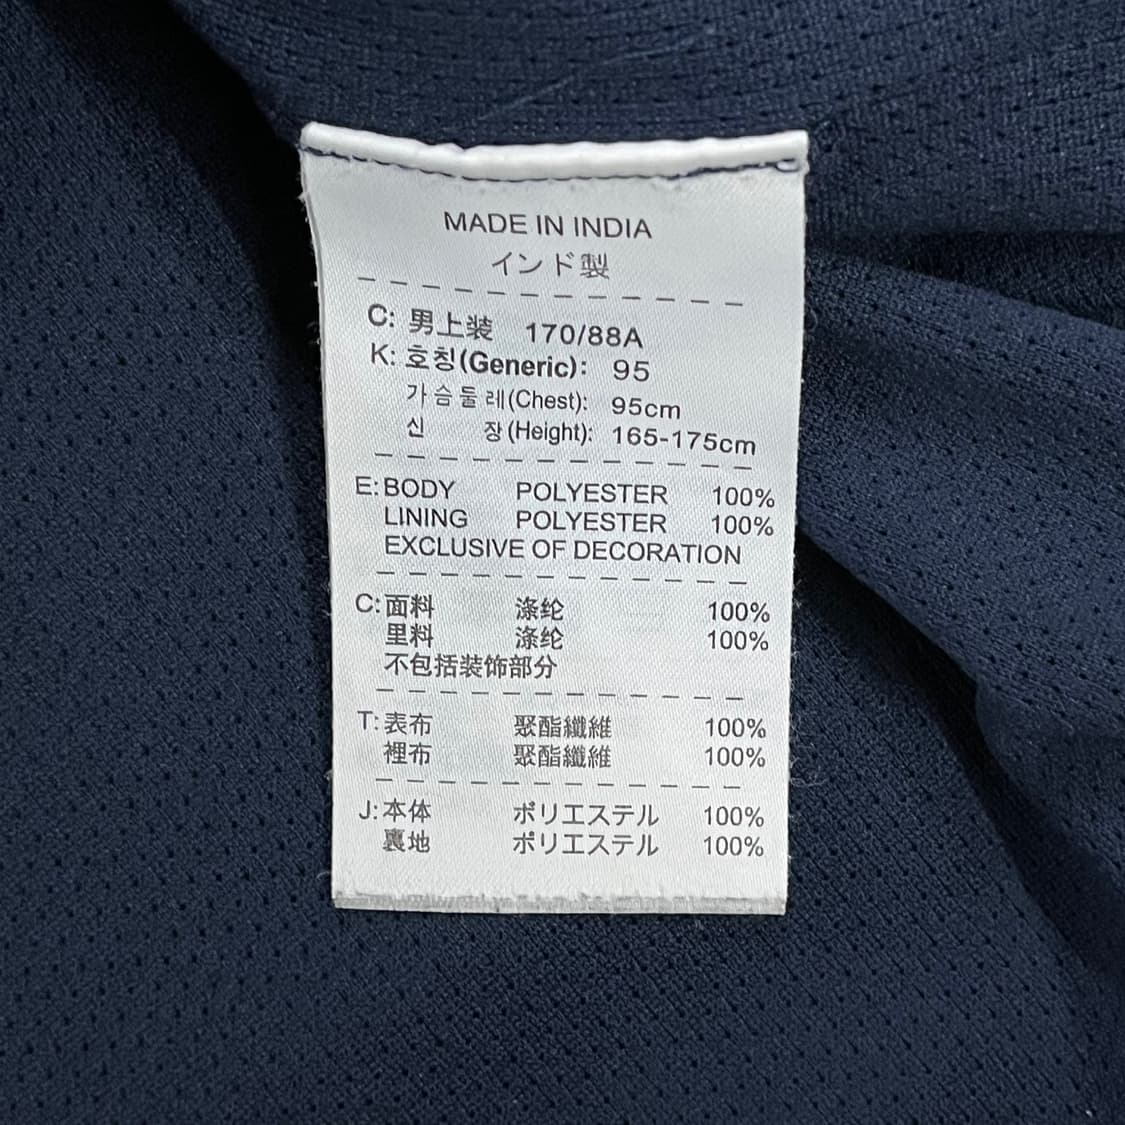 MADE IN INDIA
インド製
C: 男上装 170/88A
K: 호칭(Generic): 95
가슴둘레(Chest): 95cm
신 장(Height): 165-175cm
E: BODY POLYESTER 100%
LINING POLYESTER 100%
EXCLUSIVE OF DECORATION
C: 面料 涤纶 100%
里料 涤纶 100%
不包括装饰部分
T: 表布 聚酯纖維 100%
裡布 聚酯纖維 100%
J: 本体 ポリエステル 100%
裏地 ポリエステル 100%